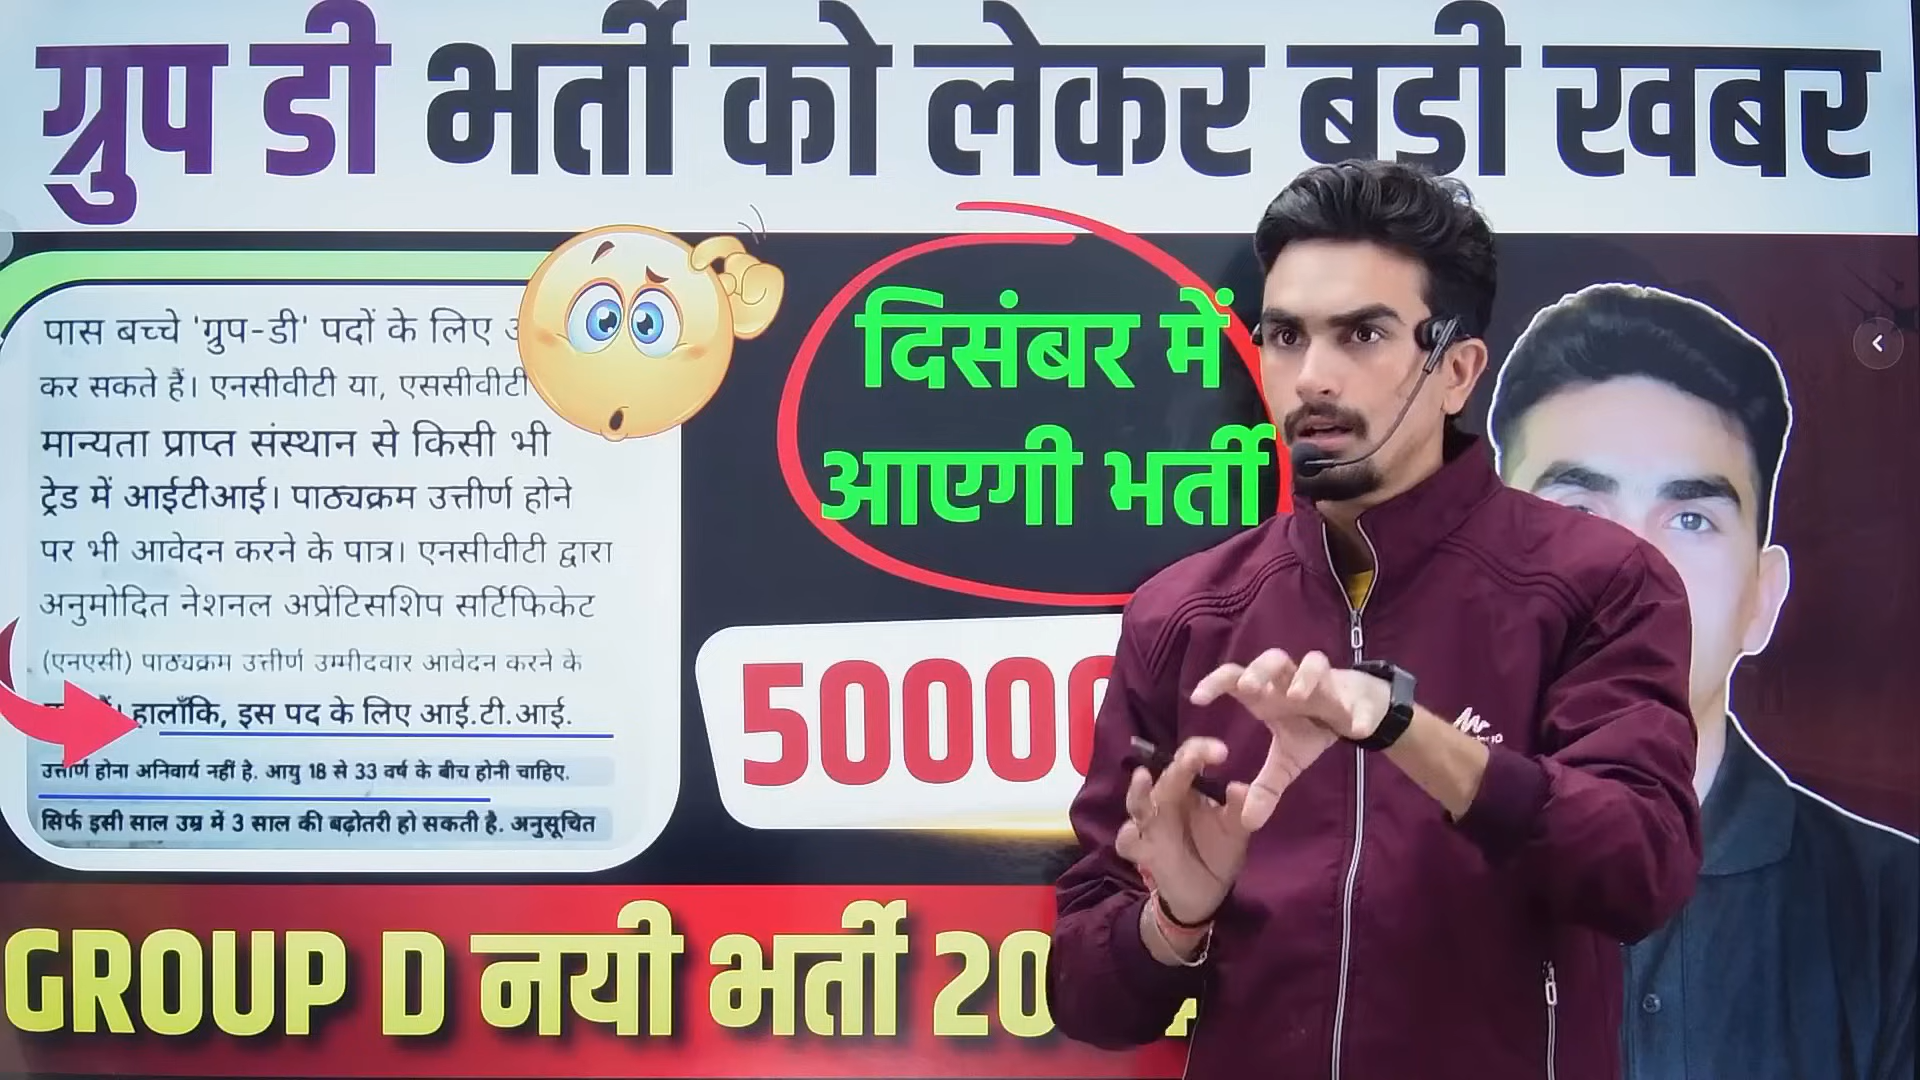 ग्रुप डी भर्ती को लेकर बडी खबर
पास बच्चे 'ग्रुप-डी' पदों के लिए
कर सकते हैं। एनसीवीटी या, एससीवीटी
मान्यता प्राप्त संस्थान से किसी भी
ट्रेड में आईटीआई। पाठ्यक्रम उत्तीर्ण होने
पर भी आवेदन करने के पात्र। एनसीवीटी द्वारा
अनुमोदित नेशनल अप्रेंटिसशिप सर्टिफिकेट
(एनएसी) पाठ्यक्रम उत्तीर्ण उम्मीदवार आवेदन करने के
हालाँकि, इस पद के लिए आई.टी.आई.
उत्तीर्ण होना अनिवार्य नहीं है. आयु 18 से 33 वर्ष के बीच होनी चाहिए.
सिर्फ इसी साल उम्र में 3 साल की बढ़ोतरी हो सकती है. अनुसूचित
दिसंबर में
आएगी भर्ती
5000
GROUP D नयी भर्ती 20